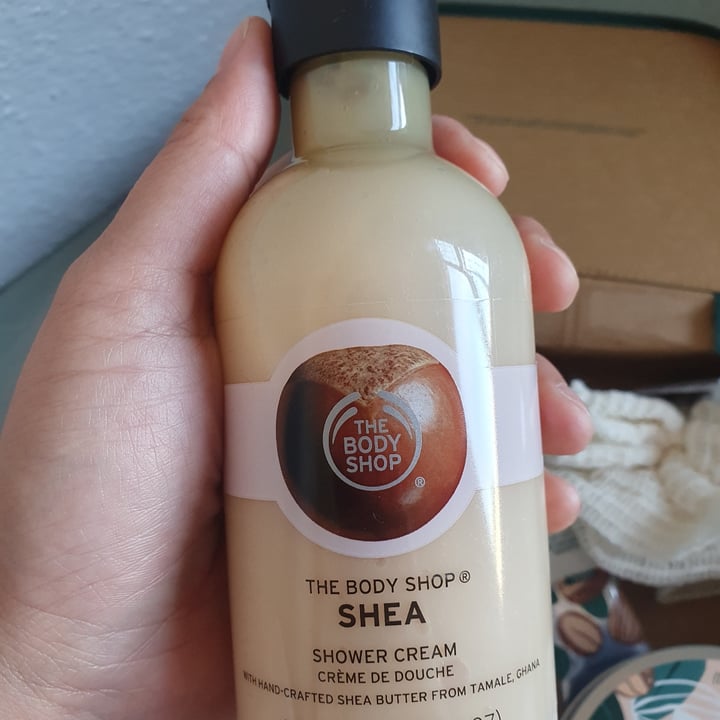 THE
BODY
SHOP
®
THE BODY SHOP®
SHEA
SHOWER CREAM
CRÈME DE DOUCHE
WITH HAND-CRAFTED SHEA BUTTER FROM TAMALE, GHANA